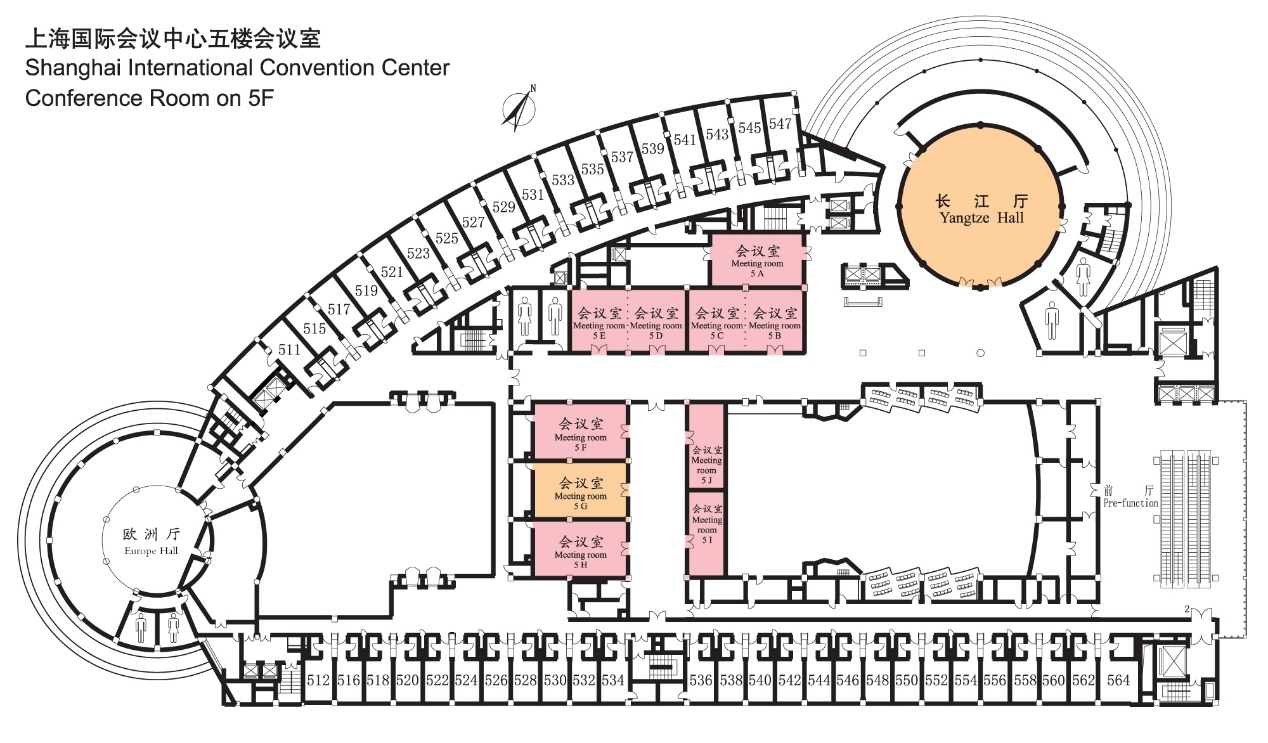 上海国际会议中心五楼会议室
Shanghai International Convention Center
Conference Room on 5F
N
547
545
543
541
539
537
535
533
531
529
527
525
523
521
519
517
515
511
长 江 厅
Yangtze Hall
会议室
Meeting room
5 A
会议室
Meeting room
5 E
会议室
Meeting room
5 D
会议室
Meeting room
5 C
会议室
Meeting room
5 B
会议室
Meeting room
5 F
会议室
Meeting room
5 G
会议室
Meeting room
5 H
会议室
Meeting
room
5 J
会议室
Meeting
room
5 I
前 厅
Pre-function
欧 洲 厅
Europe Hall
2
512 516 518 520 522 524 526 528 530 532 534 536 538 540 542 544 546 548 550 552 554 556 558 560 562 564